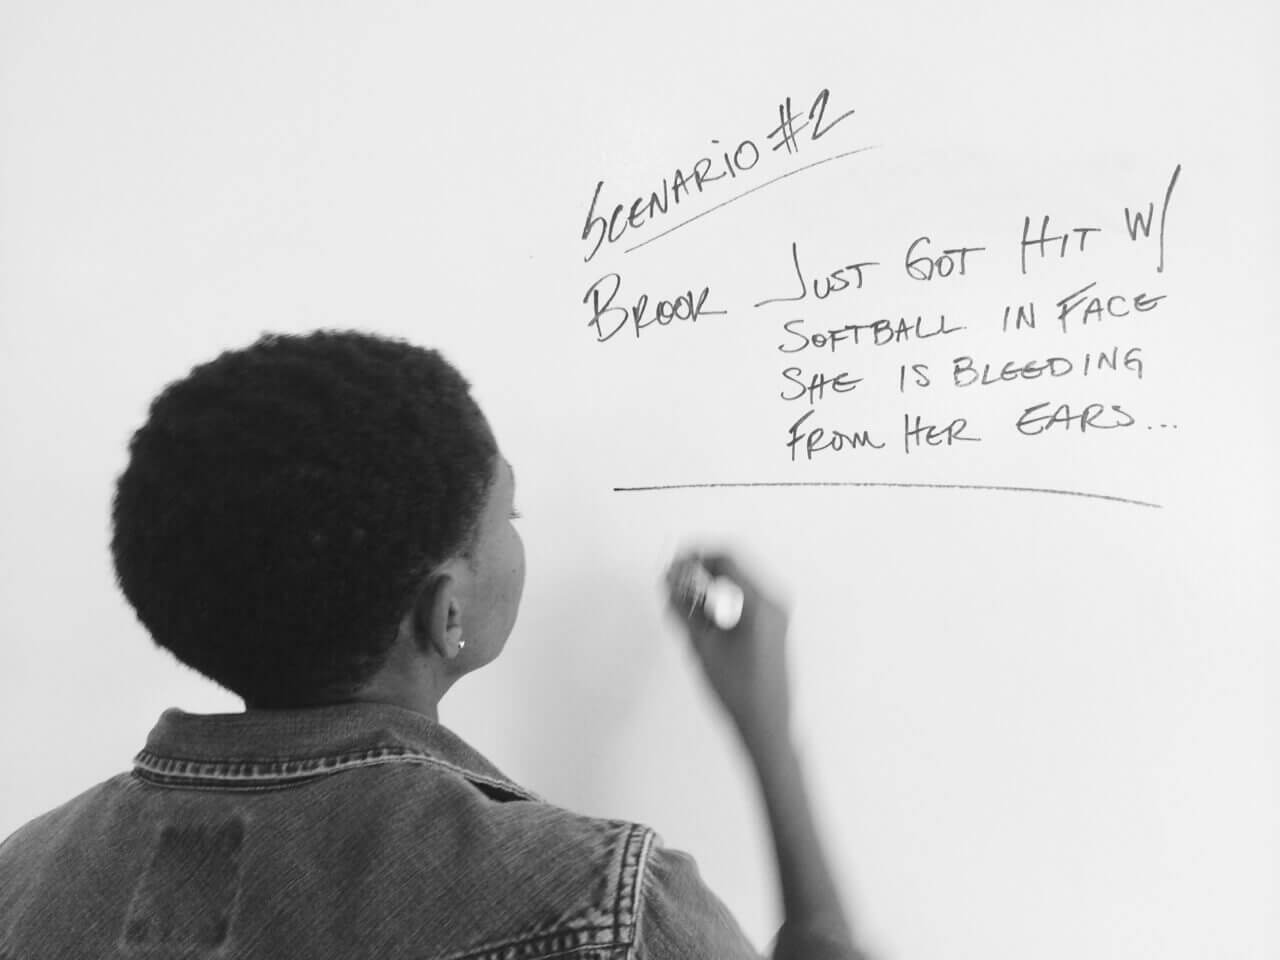 SCENARIO #2
BROOK JUST GOT HIT W/
SOFTBALL IN FACE
SHE IS BLEEDING
FROM HER EARS...